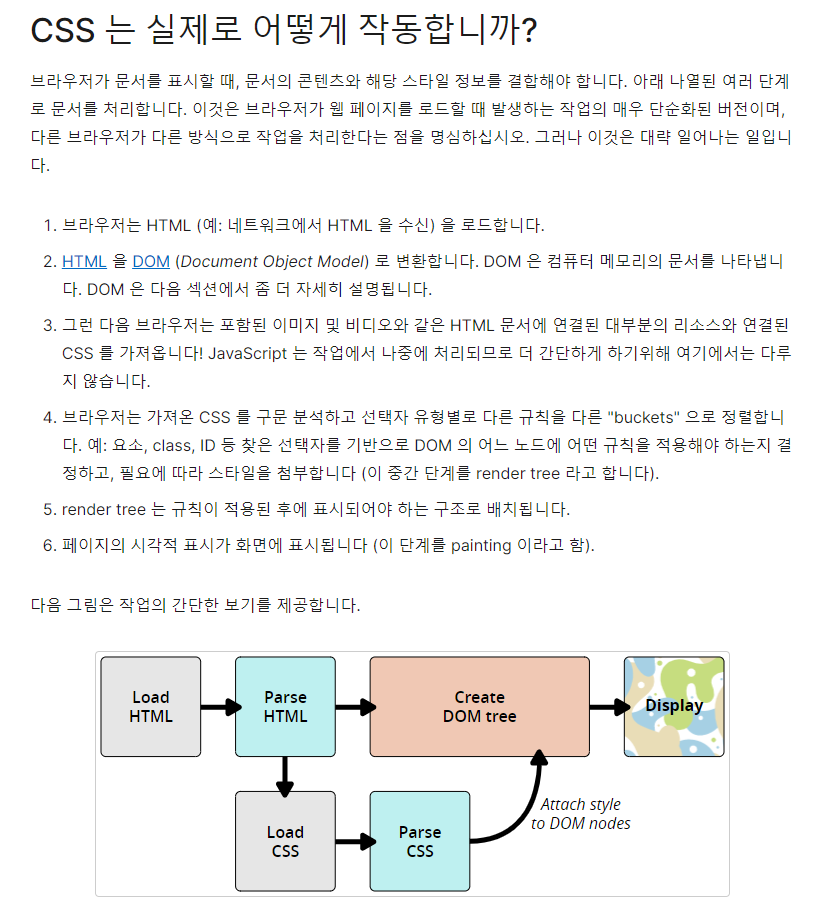 CSS 는 실제로 어떻게 작동합니까?
브라우저가 문서를 표시할 때, 문서의 콘텐츠와 해당 스타일 정보를 결합해야 합니다. 아래 나열된 여러 단계
로 문서를 처리합니다. 이것은 브라우저가 웹 페이지를 로드할 때 발생하는 작업의 매우 단순화된 버전이며,
다른 브라우저가 다른 방식으로 작업을 처리한다는 점을 명심하십시오. 그러나 이것은 대략 일어나는 일입니
다.
1. 브라우저는 HTML (예: 네트워크에서 HTML 을 수신) 을 로드합니다.
2. HTML 을 DOM (Document Object Model) 로 변환합니다. DOM 은 컴퓨터 메모리의 문서를 나타냅니
다. DOM 은 다음 섹션에서 좀 더 자세히 설명됩니다.
3. 그런 다음 브라우저는 포함된 이미지 및 비디오와 같은 HTML 문서에 연결된 대부분의 리소스와 연결된
CSS 를 가져옵니다! JavaScript 는 작업에서 나중에 처리되므로 더 간단하게 하기위해 여기에서는 다루
지 않습니다.
4. 브라우저는 가져온 CSS 를 구문 분석하고 선택자 유형별로 다른 규칙을 다른 "buckets" 으로 정렬합니
다. 예: 요소, class, ID 등 찾은 선택자를 기반으로 DOM 의 어느 노드에 어떤 규칙을 적용해야 하는지 결
정하고, 필요에 따라 스타일을 첨부합니다 (이 중간 단계를 render tree 라고 합니다).
5. render tree 는 규칙이 적용된 후에 표시되어야 하는 구조로 배치됩니다.
6. 페이지의 시각적 표시가 화면에 표시됩니다 (이 단계를 painting 이라고 함).
다음 그림은 작업의 간단한 보기를 제공합니다.
Load
HTML
Parse
HTML
Create
DOM tree
Display
Load
CSS
Parse
CSS
Attach style
to DOM nodes